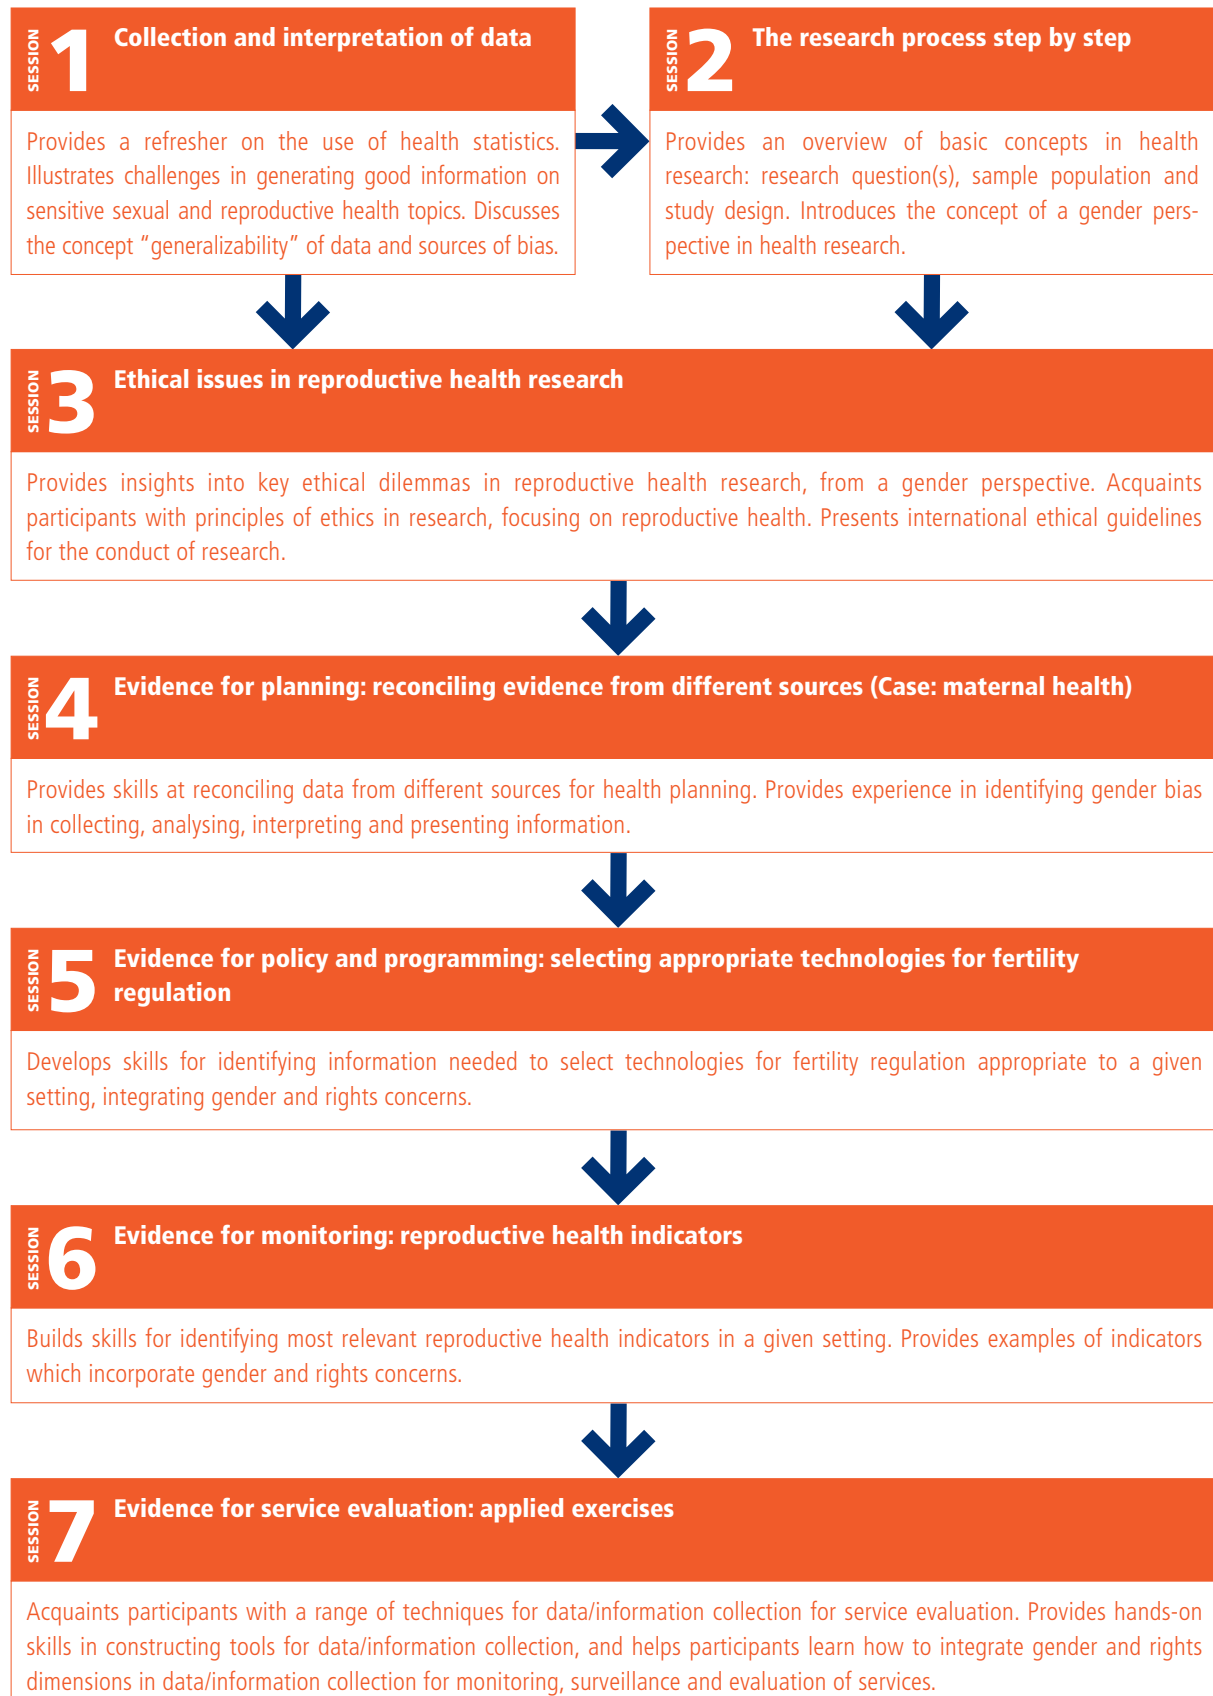 SESSION 1 Collection and interpretation of data
Provides a refresher on the use of health statistics.
Illustrates challenges in generating good information on
sensitive sexual and reproductive health topics. Discusses
the concept “generalizability” of data and sources of bias.
SESSION 2 The research process step by step
Provides an overview of basic concepts in health
research: research question(s), sample population and
study design. Introduces the concept of a gender pers-
pective in health research.
SESSION 3 Ethical issues in reproductive health research
Provides insights into key ethical dilemmas in reproductive health research, from a gender perspective. Acquaints
participants with principles of ethics in research, focusing on reproductive health. Presents international ethical guidelines
for the conduct of research.
SESSION 4 Evidence for planning: reconciling evidence from different sources (Case: maternal health)
Provides skills at reconciling data from different sources for health planning. Provides experience in identifying gender bias
in collecting, analysing, interpreting and presenting information.
SESSION 5 Evidence for policy and programming: selecting appropriate technologies for fertility
regulation
Develops skills for identifying information needed to select technologies for fertility regulation appropriate to a given
setting, integrating gender and rights concerns.
SESSION 6 Evidence for monitoring: reproductive health indicators
Builds skills for identifying most relevant reproductive health indicators in a given setting. Provides examples of indicators
which incorporate gender and rights concerns.
SESSION 7 Evidence for service evaluation: applied exercises
Acquaints participants with a range of techniques for data/information collection for service evaluation. Provides hands-on
skills in constructing tools for data/information collection, and helps participants learn how to integrate gender and rights
dimensions in data/information collection for monitoring, surveillance and evaluation of services.